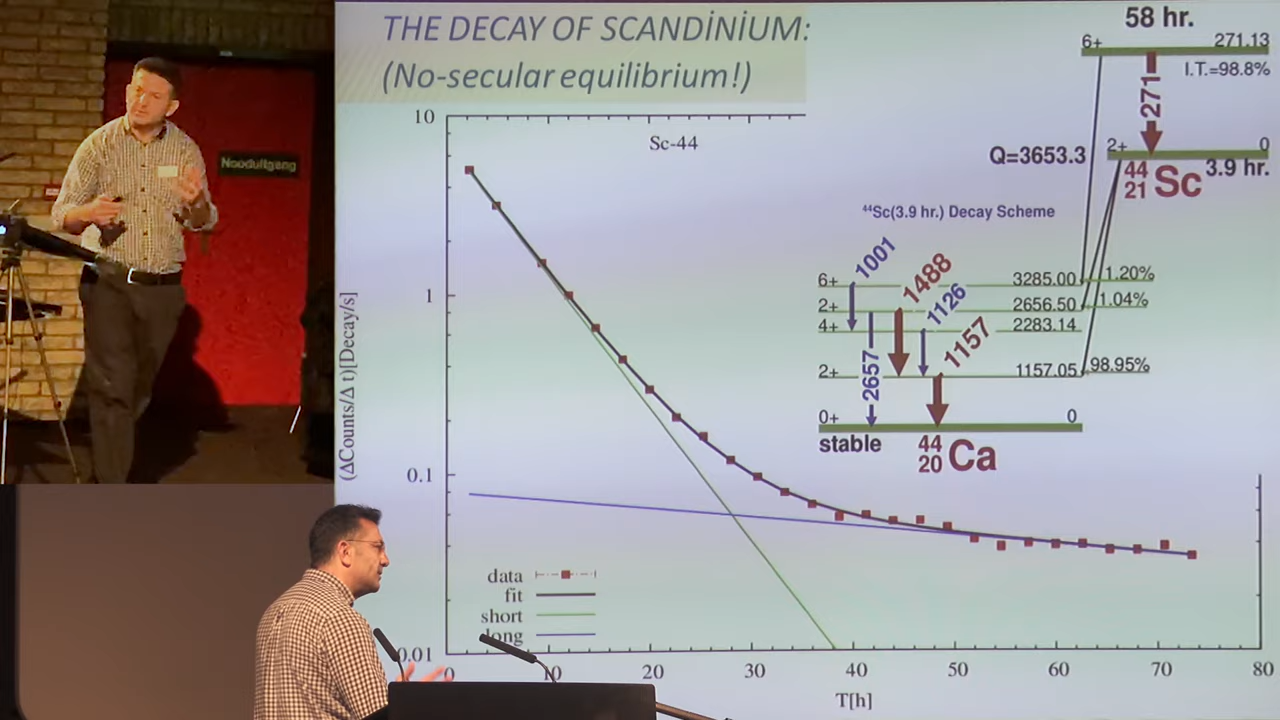 THE DECAY OF SCANDİNİUM:
(No-secular equilibrium!)
Nooduitgang
10
1
0.1
0.01
Sc-44
(ΔCounts/Δ t)[Decay/s]
data
fit
short
long
0
10
20
30
40
50
60
70
80
T[h]
58 hr.
6+
271.13
I.T.=98.8%
271
Q=3653.3
2+
0
44
21 Sc
3.9 hr.
44Sc(3.9 hr.) Decay Scheme
1001
1488
1126
1157
2657
6+ 3285.00 1.20%
2+ 2656.50 1.04%
4+ 2283.14
2+ 1157.05 98.95%
0+ 0
stable
44
20 Ca